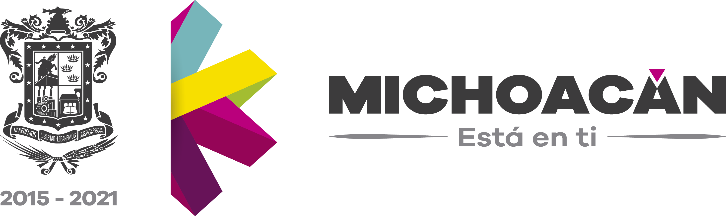 2015 - 2021
MICHOACÁN
Está en ti